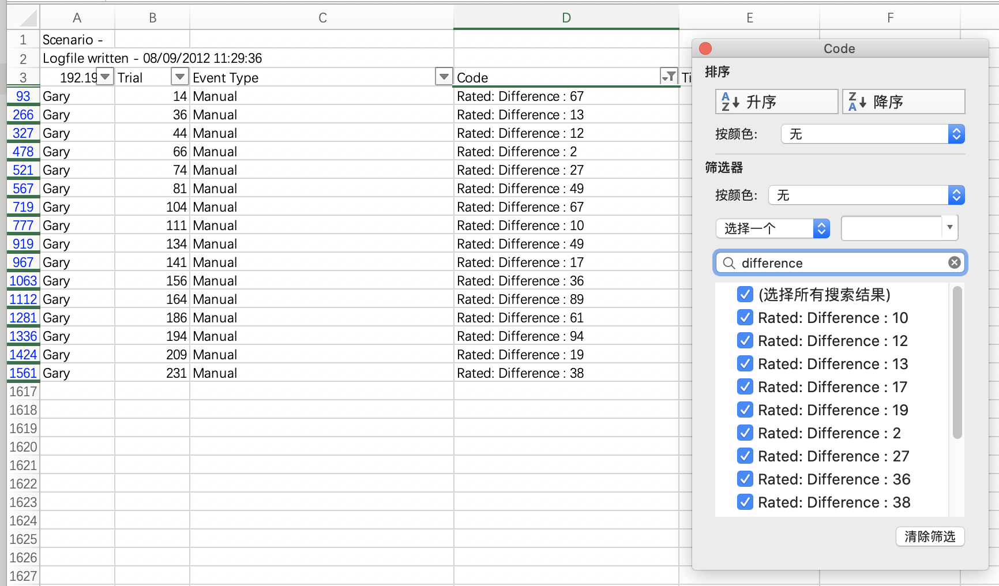 A B C D E F
1 Scenario -
2 Logfile written - 08/09/2012 11:29:36
3 192.19 Trial Event Type Code Ti
93 Gary 14 Manual Rated: Difference : 67
266 Gary 36 Manual Rated: Difference : 13
327 Gary 44 Manual Rated: Difference : 12
478 Gary 66 Manual Rated: Difference : 2
521 Gary 74 Manual Rated: Difference : 27
567 Gary 81 Manual Rated: Difference : 49
719 Gary 104 Manual Rated: Difference : 67
777 Gary 111 Manual Rated: Difference : 10
919 Gary 134 Manual Rated: Difference : 49
967 Gary 141 Manual Rated: Difference : 17
1063 Gary 156 Manual Rated: Difference : 36
1112 Gary 164 Manual Rated: Difference : 89
1281 Gary 186 Manual Rated: Difference : 61
1336 Gary 194 Manual Rated: Difference : 94
1424 Gary 209 Manual Rated: Difference : 19
1561 Gary 231 Manual Rated: Difference : 38
1617
1618
1619
1620
1621
1622
1623
1624
1625
1626
1627
Code
排序
AZ 升序 ZA 降序
按颜色: 无
筛选器
按颜色: 无
选择一个
difference
(选择所有搜索结果)
Rated: Difference : 10
Rated: Difference : 12
Rated: Difference : 13
Rated: Difference : 17
Rated: Difference : 19
Rated: Difference : 2
Rated: Difference : 27
Rated: Difference : 36
Rated: Difference : 38
清除筛选